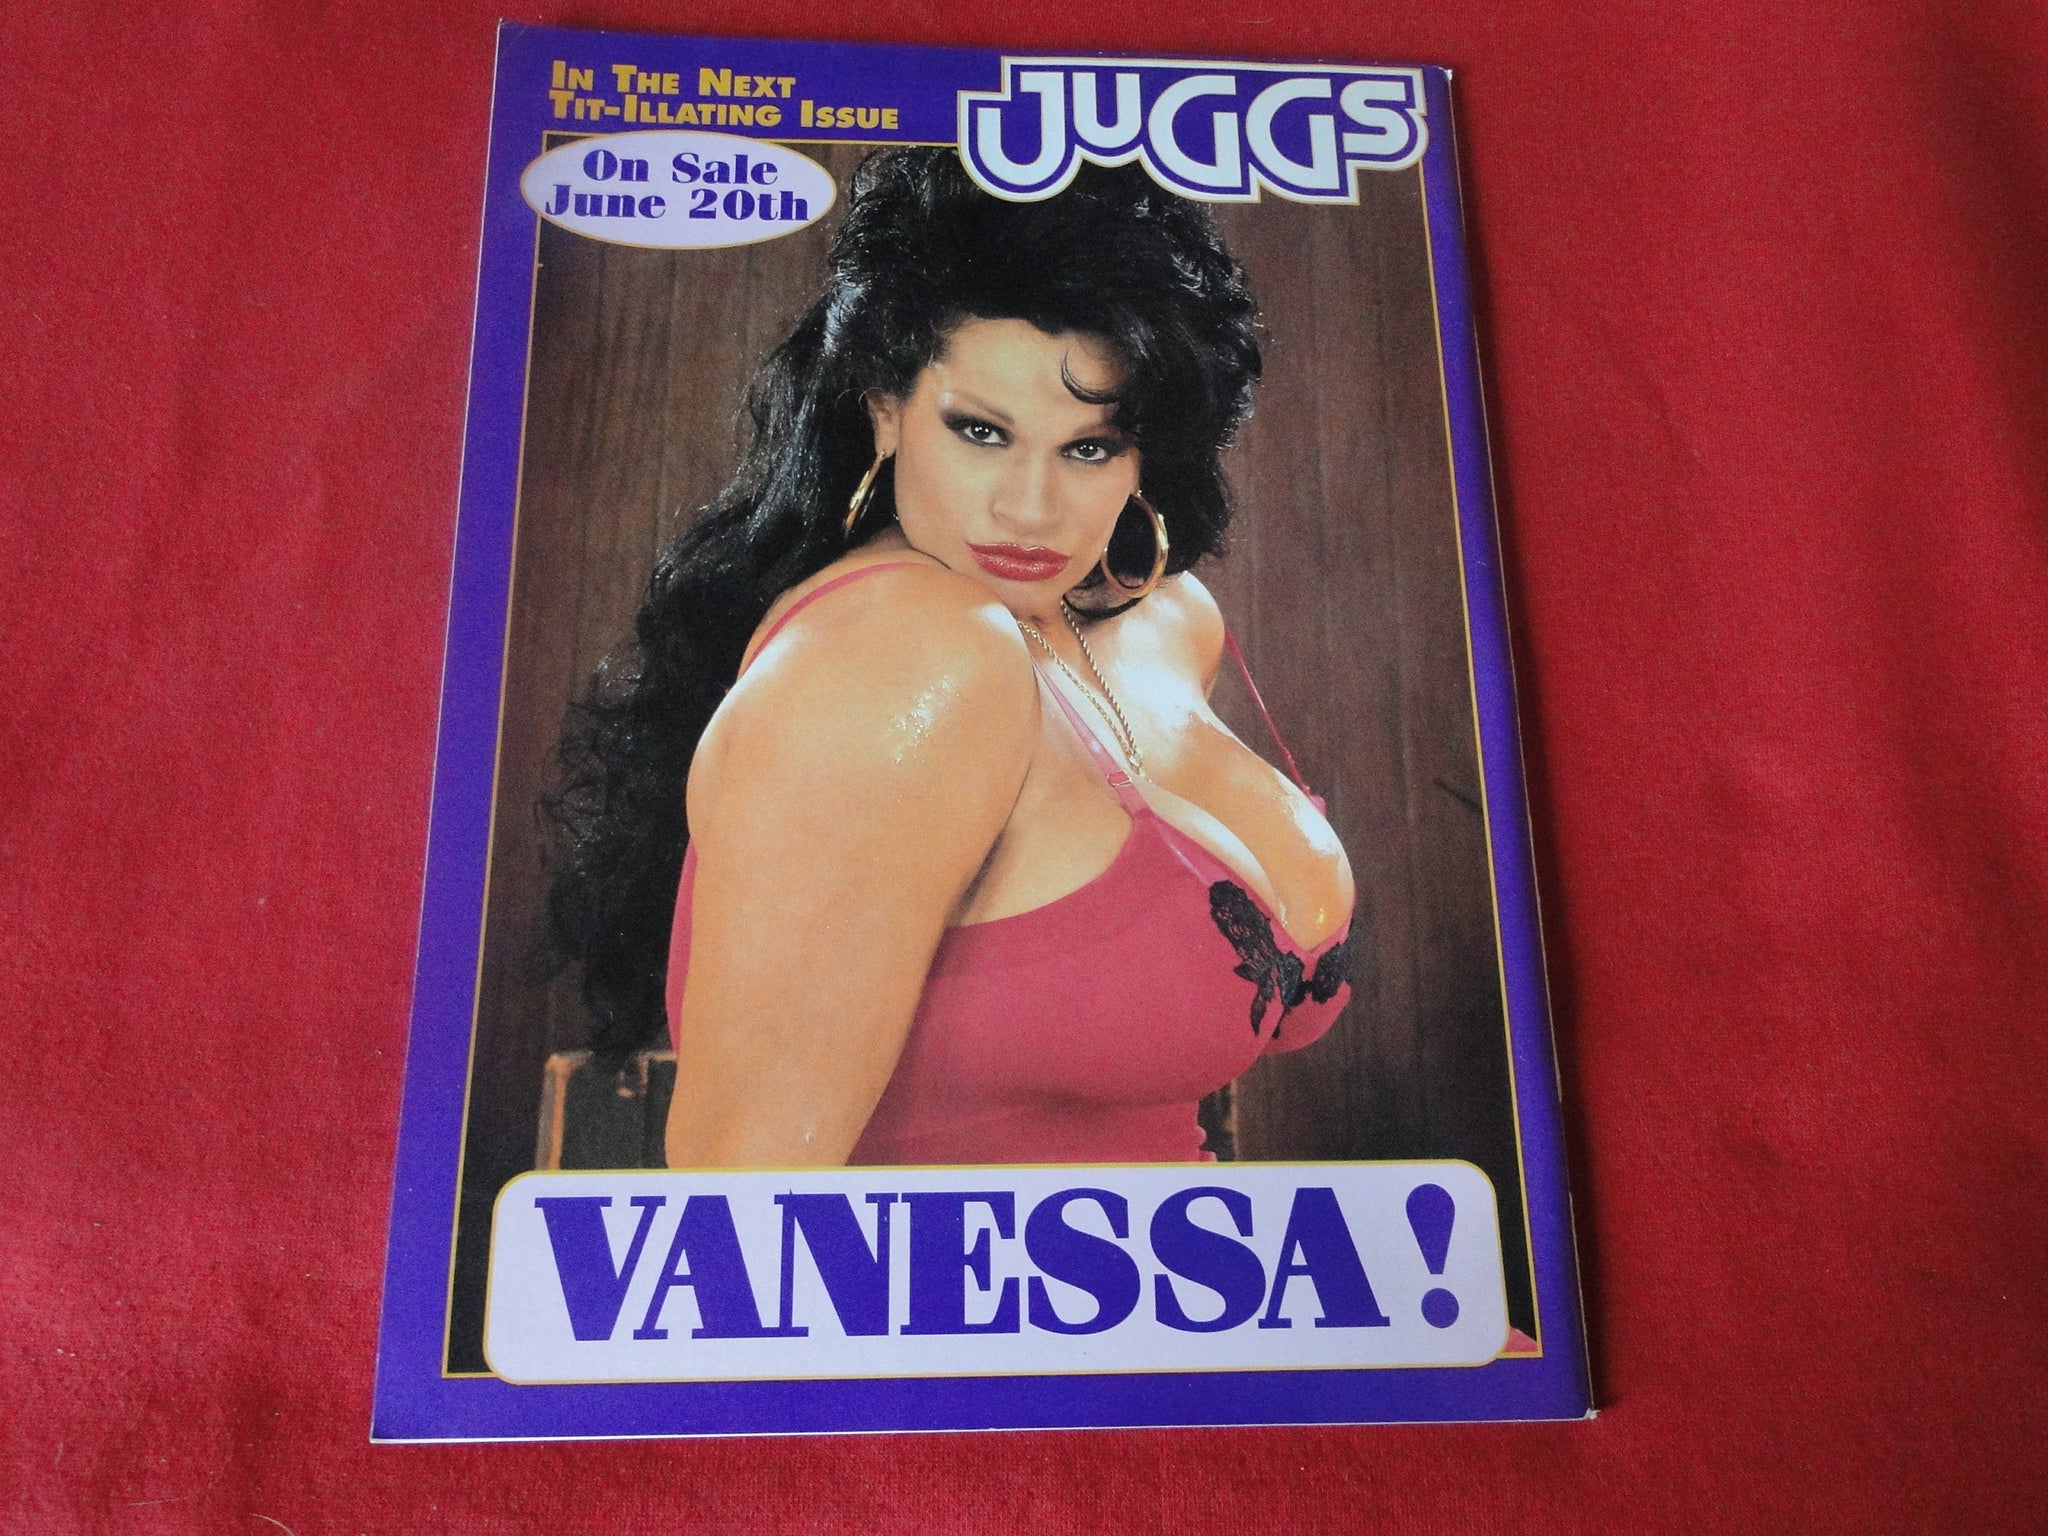 IN THE NEXT
TIT-ILLATING ISSUE
JUGGS
On Sale
June 20th
VANESSA!